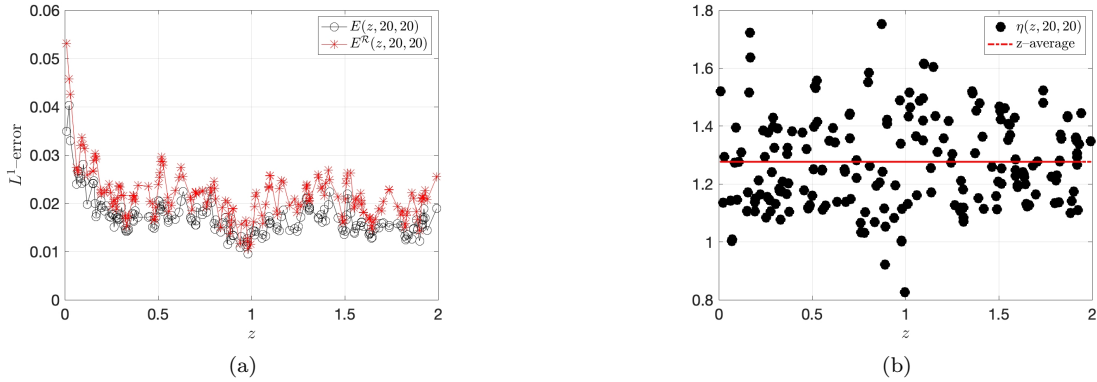 0.06
0.05
0.04
0.03
0.02
0.01
0
L¹–error
E(z, 20, 20)
E^ℛ(z, 20, 20)
0 0.5 1 1.5 2
z
(a)
1.8
1.6
1.4
1.2
1
0.8
η(z, 20, 20)
z–average
0 0.5 1 1.5 2
z
(b)